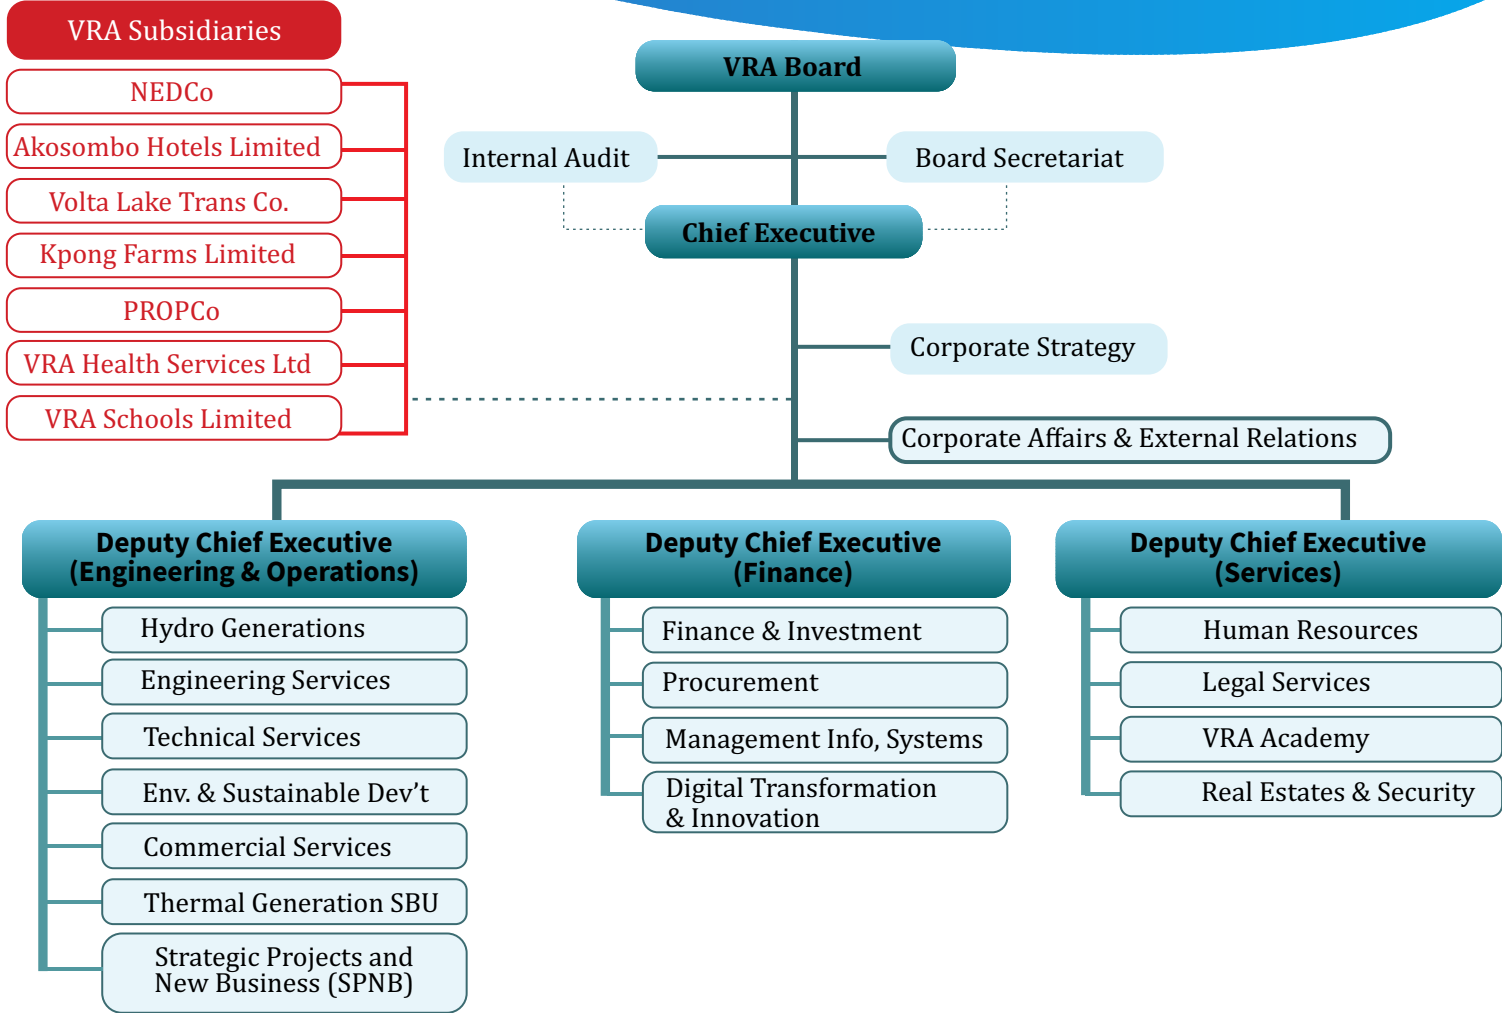 VRA Subsidiaries
NEDCo
Akosombo Hotels Limited
Volta Lake Trans Co.
Kpong Farms Limited
PROPCo
VRA Health Services Ltd
VRA Schools Limited
VRA Board
Internal Audit
Board Secretariat
Chief Executive
Corporate Strategy
Corporate Affairs & External Relations
Deputy Chief Executive
(Engineering & Operations)
Hydro Generations
Engineering Services
Technical Services
Env. & Sustainable Dev’t
Commercial Services
Thermal Generation SBU
Strategic Projects and
New Business (SPNB)
Deputy Chief Executive
(Finance)
Finance & Investment
Procurement
Management Info, Systems
Digital Transformation
& Innovation
Deputy Chief Executive
(Services)
Human Resources
Legal Services
VRA Academy
Real Estates & Security